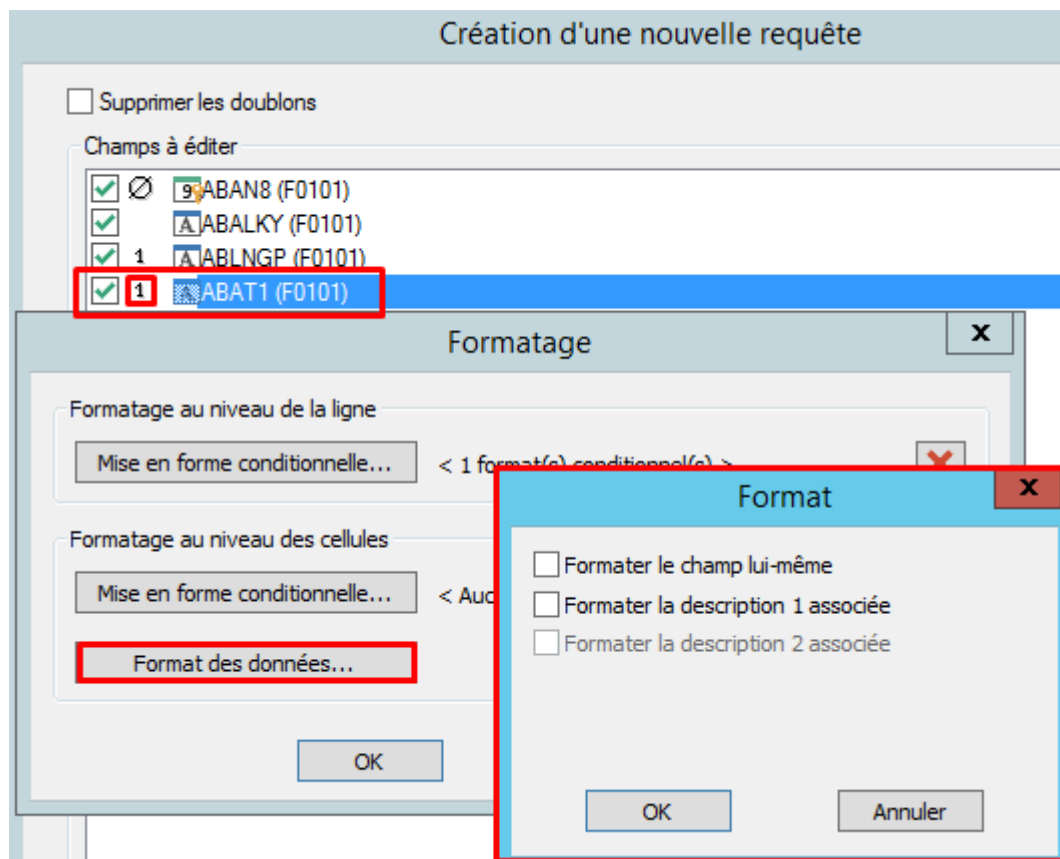 Création d'une nouvelle requête
Supprimer les doublons
Champs à éditer
Ø 9 ABAN8 (F0101)
A ABALKY (F0101)
1 A ABLNGP (F0101)
1 A ABAT1 (F0101)
Formatage
x
Formatage au niveau de la ligne
Mise en forme conditionnelle... < 1 format(s) conditionnel(s) >
Format
x
Formatage au niveau des cellules
Mise en forme conditionnelle... < Auc
Format des données...
Formater le champ lui-même
Formater la description 1 associée
Formater la description 2 associée
OK
OK
Annuler